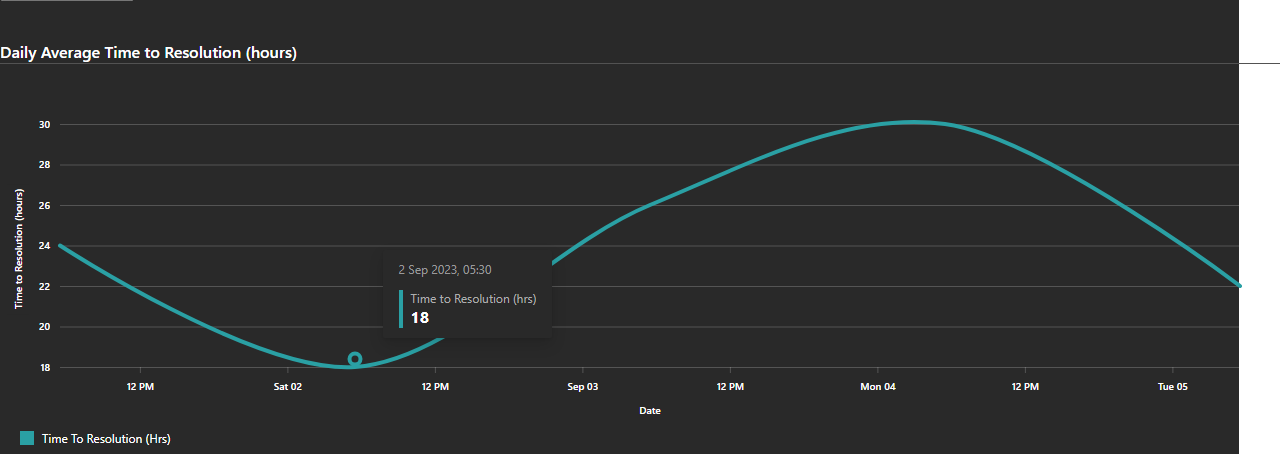 Daily Average Time to Resolution (hours)
30
28
26
24
22
20
18
Time to Resolution (hours)
2 Sep 2023, 05:30
Time to Resolution (hrs)
18
12 PM
Sat 02
12 PM
Sep 03
12 PM
Mon 04
12 PM
Tue 05
Date
Time To Resolution (Hrs)